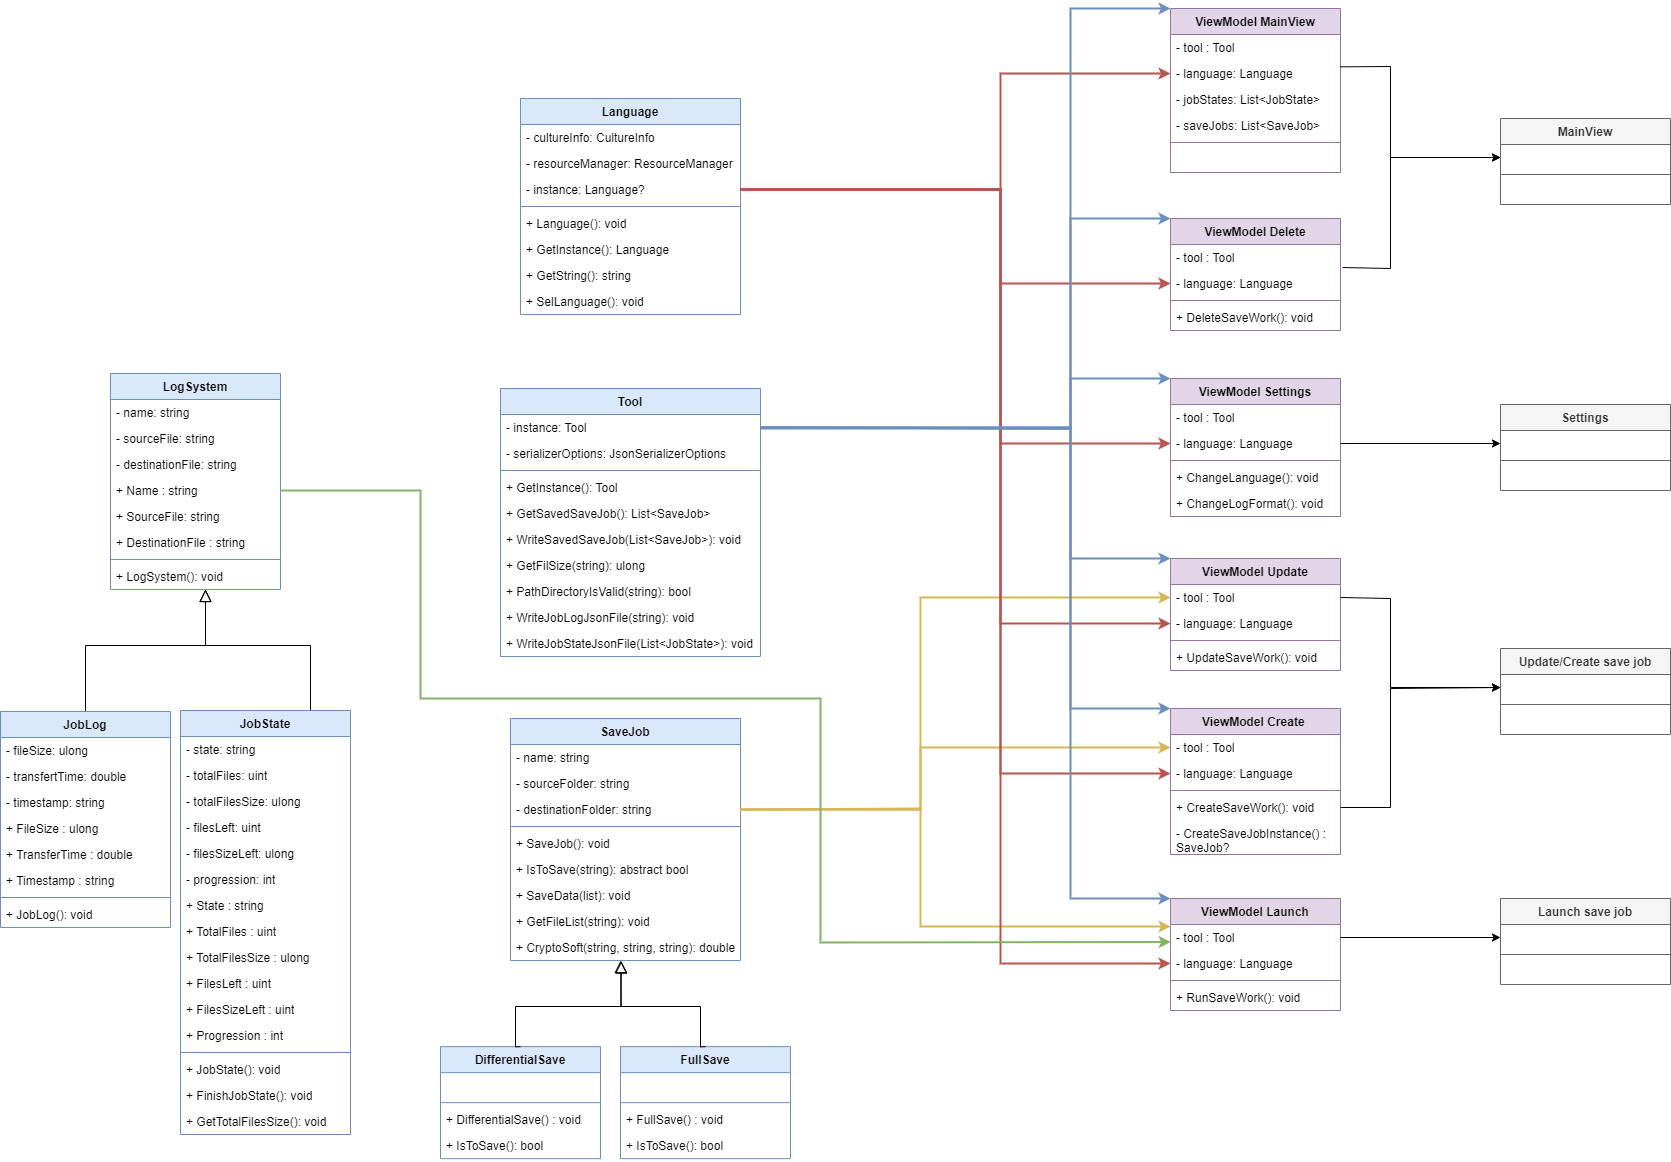 Language
- cultureInfo: CultureInfo
- resourceManager: ResourceManager
- instance: Language?
+ Language(): void
+ GetInstance(): Language
+ GetString(): string
+ SelLanguage(): void
LogSystem
- name: string
- sourceFile: string
- destinationFile: string
+ Name : string
+ SourceFile: string
+ DestinationFile : string
+ LogSystem(): void
Tool
- instance: Tool
- serializerOptions: JsonSerializerOptions
+ GetInstance(): Tool
+ GetSavedSaveJob(): List<SaveJob>
+ WriteSavedSaveJob(List<SaveJob>): void
+ GetFilSize(string): ulong
+ PathDirectoryIsValid(string): bool
+ WriteJobLogJsonFile(string): void
+ WriteJobStateJsonFile(List<JobState>): void
JobLog
- fileSize: ulong
- transfertTime: double
- timestamp: string
+ FileSize : ulong
+ TransferTime : double
+ Timestamp : string
+ JobLog(): void
JobState
- state: string
- totalFiles: uint
- totalFilesSize: ulong
- filesLeft: uint
- filesSizeLeft: ulong
- progression: int
+ State : string
+ TotalFiles : uint
+ TotalFilesSize : ulong
+ FilesLeft : uint
+ FilesSizeLeft : uint
+ Progression : int
+ JobState(): void
+ FinishJobState(): void
+ GetTotalFilesSize(): void
SaveJob
- name: string
- sourceFolder: string
- destinationFolder: string
+ SaveJob(): void
+ IsToSave(string): abstract bool
+ SaveData(list): void
+ GetFileList(string): void
+ CryptoSoft(string, string, string): double
DifferentialSave
+ DifferentialSave() : void
+ IsToSave(): bool
FullSave
+ FullSave() : void
+ IsToSave(): bool
ViewModel MainView
- tool : Tool
- language: Language
- jobStates: List<JobState>
- saveJobs: List<SaveJob>
ViewModel Delete
- tool : Tool
- language: Language
+ DeleteSaveWork(): void
ViewModel Settings
- tool : Tool
- language: Language
+ ChangeLanguage(): void
+ ChangeLogFormat(): void
ViewModel Update
- tool : Tool
- language: Language
+ UpdateSaveWork(): void
ViewModel Create
- tool : Tool
- language: Language
+ CreateSaveWork(): void
- CreateSaveJobInstance() :
SaveJob?
ViewModel Launch
- tool : Tool
- language: Language
+ RunSaveWork(): void
MainView
Settings
Update/Create save job
Launch save job